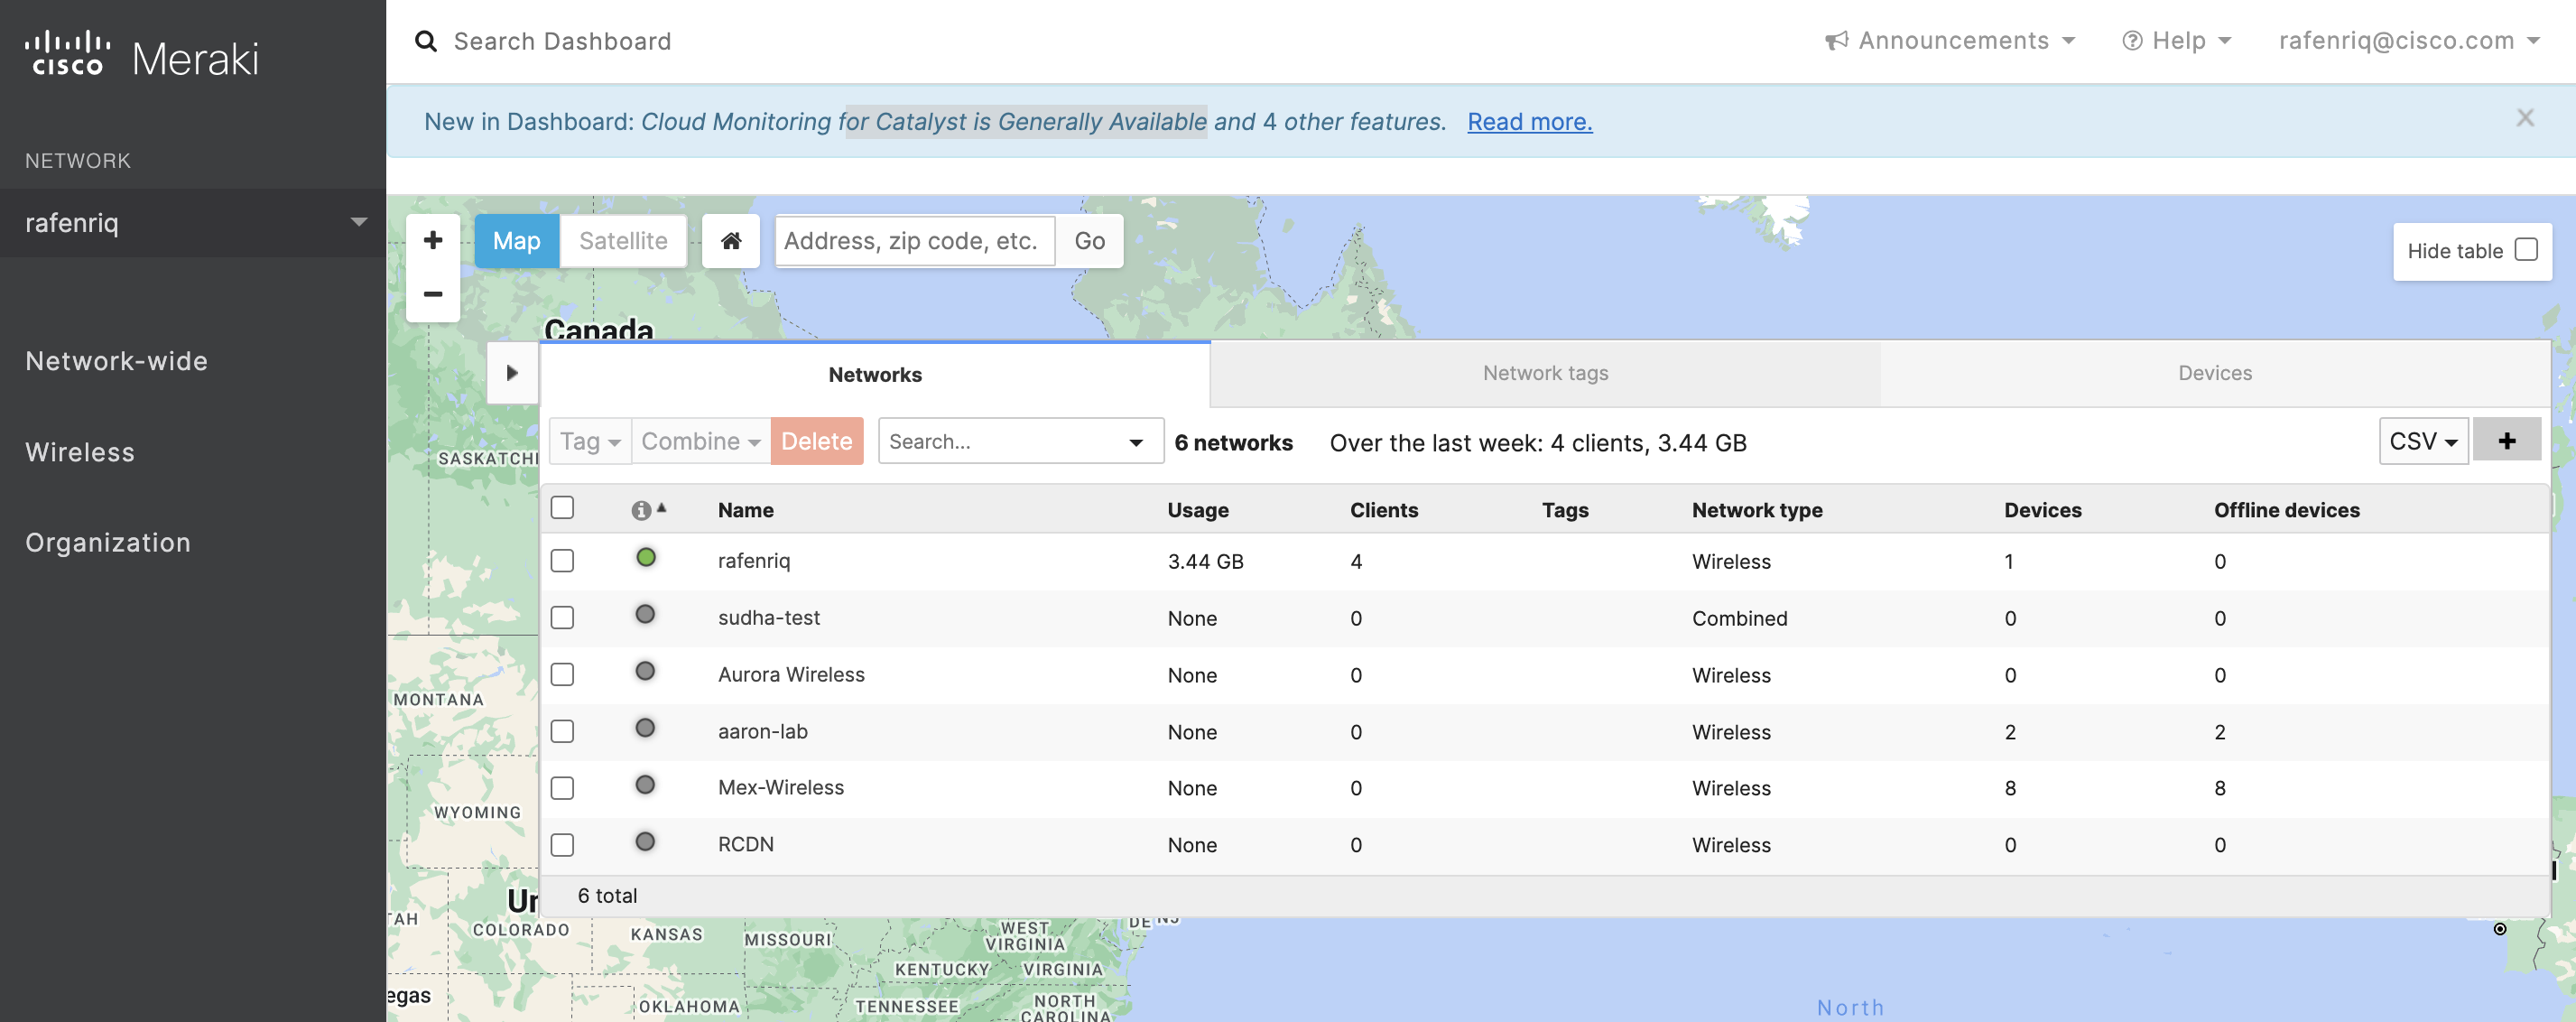 CISCO Meraki
Search Dashboard
Announcements
Help
rafenriq@cisco.com
New in Dashboard: Cloud Monitoring for Catalyst is Generally Available and 4 other features. Read more.
NETWORK
rafenriq
Network-wide
Wireless
Organization
+
−
Map Satellite
Address, zip code, etc. Go
Hide table
Canada
SASKATCH
MONTANA
WYOMING
Networks Network tags Devices
Tag Combine Delete Search... 6 networks Over the last week: 4 clients, 3.44 GB CSV +
Name Usage Clients Tags Network type Devices Offline devices
rafenriq 3.44 GB 4 Wireless 1 0
sudha-test None 0 Combined 0 0
Aurora Wireless None 0 Wireless 0 0
aaron-lab None 0 Wireless 2 2
Mex-Wireless None 0 Wireless 8 8
RCDN None 0 Wireless 0 0
6 total
AH
COLORADO
KANSAS
MISSOURI
WEST
VIRGINIA
DE NJ
KENTUCKY
VIRGINIA
egas
OKLAHOMA
TENNESSEE
NORTH
CAROLINA
North